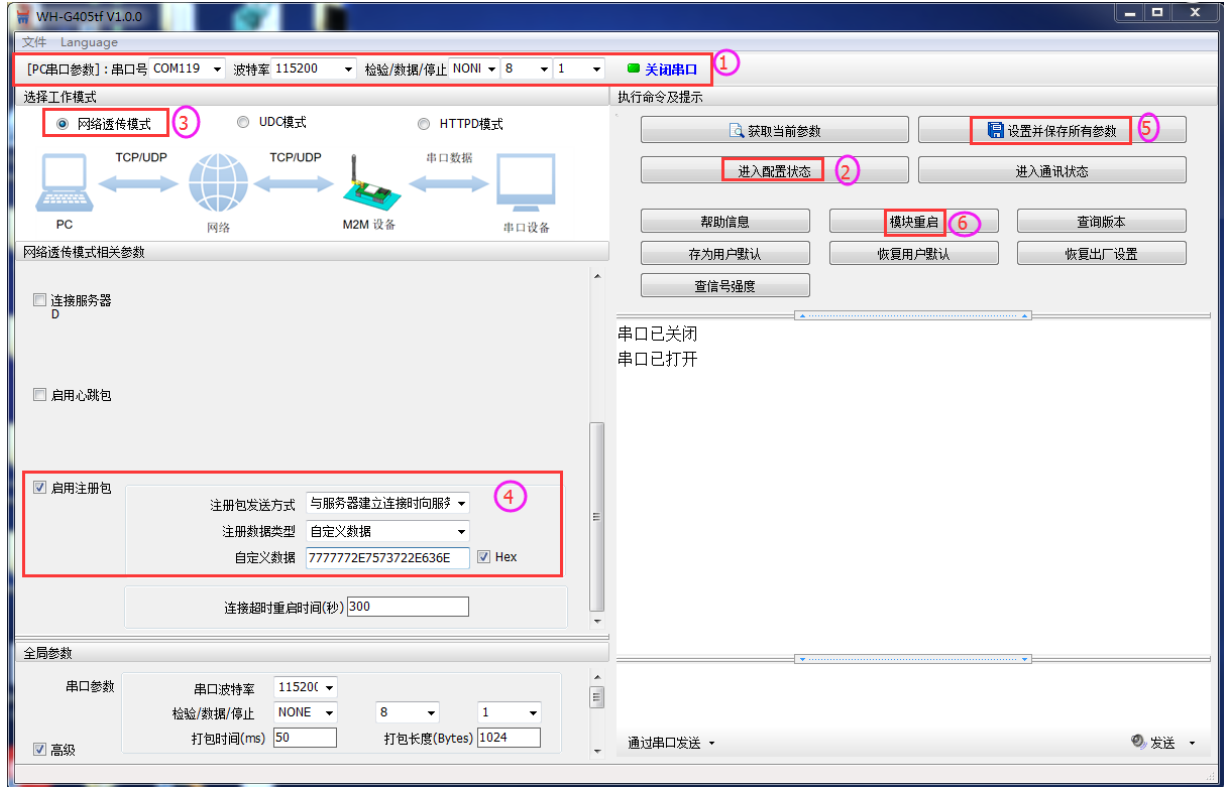 WH-G405tf V1.0.0
文件 Language
[PC串口参数]：串口号 COM119 波特率 115200 检验/数据/停止 NONI 8 1 关闭串口 1
选择工作模式
网络透传模式 3 UDC模式 HTTPD模式
TCP/UDP TCP/UDP 串口数据
PC 网络 M2M 设备 串口设备
网络透传模式相关参数
连接服务器
D
启用心跳包
启用注册包
注册包发送方式 与服务器建立连接时向服务 4
注册数据类型 自定义数据
自定义数据 7777772E7573722E636E Hex
连接超时重启时间(秒) 300
全局参数
串口参数 串口波特率 115200
检验/数据/停止 NONE 8 1
打包时间(ms) 50 打包长度(Bytes) 1024
高级
执行命令及提示
获取当前参数 设置并保存所有参数 5
进入配置状态 2 进入通讯状态
帮助信息 模块重启 6 查询版本
存为用户默认 恢复用户默认 恢复出厂设置
查信号强度
串口已关闭
串口已打开
通过串口发送 发送